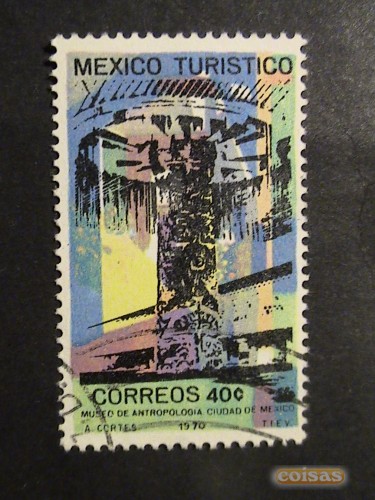 MEXICO TURISTICO
CORREOS 40¢
MUSEO DE ANTROPOLOGIA CIUDAD DE MEXICO
A. CORTES 1970 T.I.E.V.
coisas